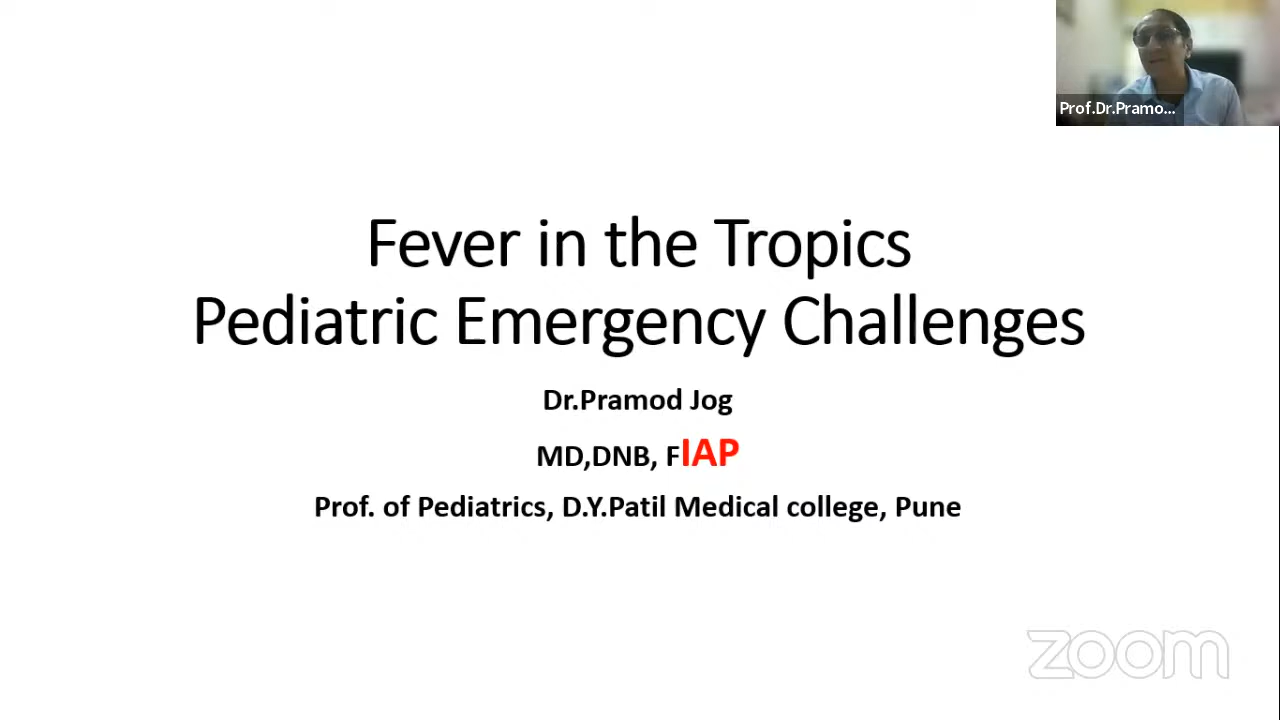 Prof.Dr.Pramo...
Fever in the Tropics
Pediatric Emergency Challenges
Dr.Pramod Jog
MD,DNB, FIAP
Prof. of Pediatrics, D.Y.Patil Medical college, Pune
zoom